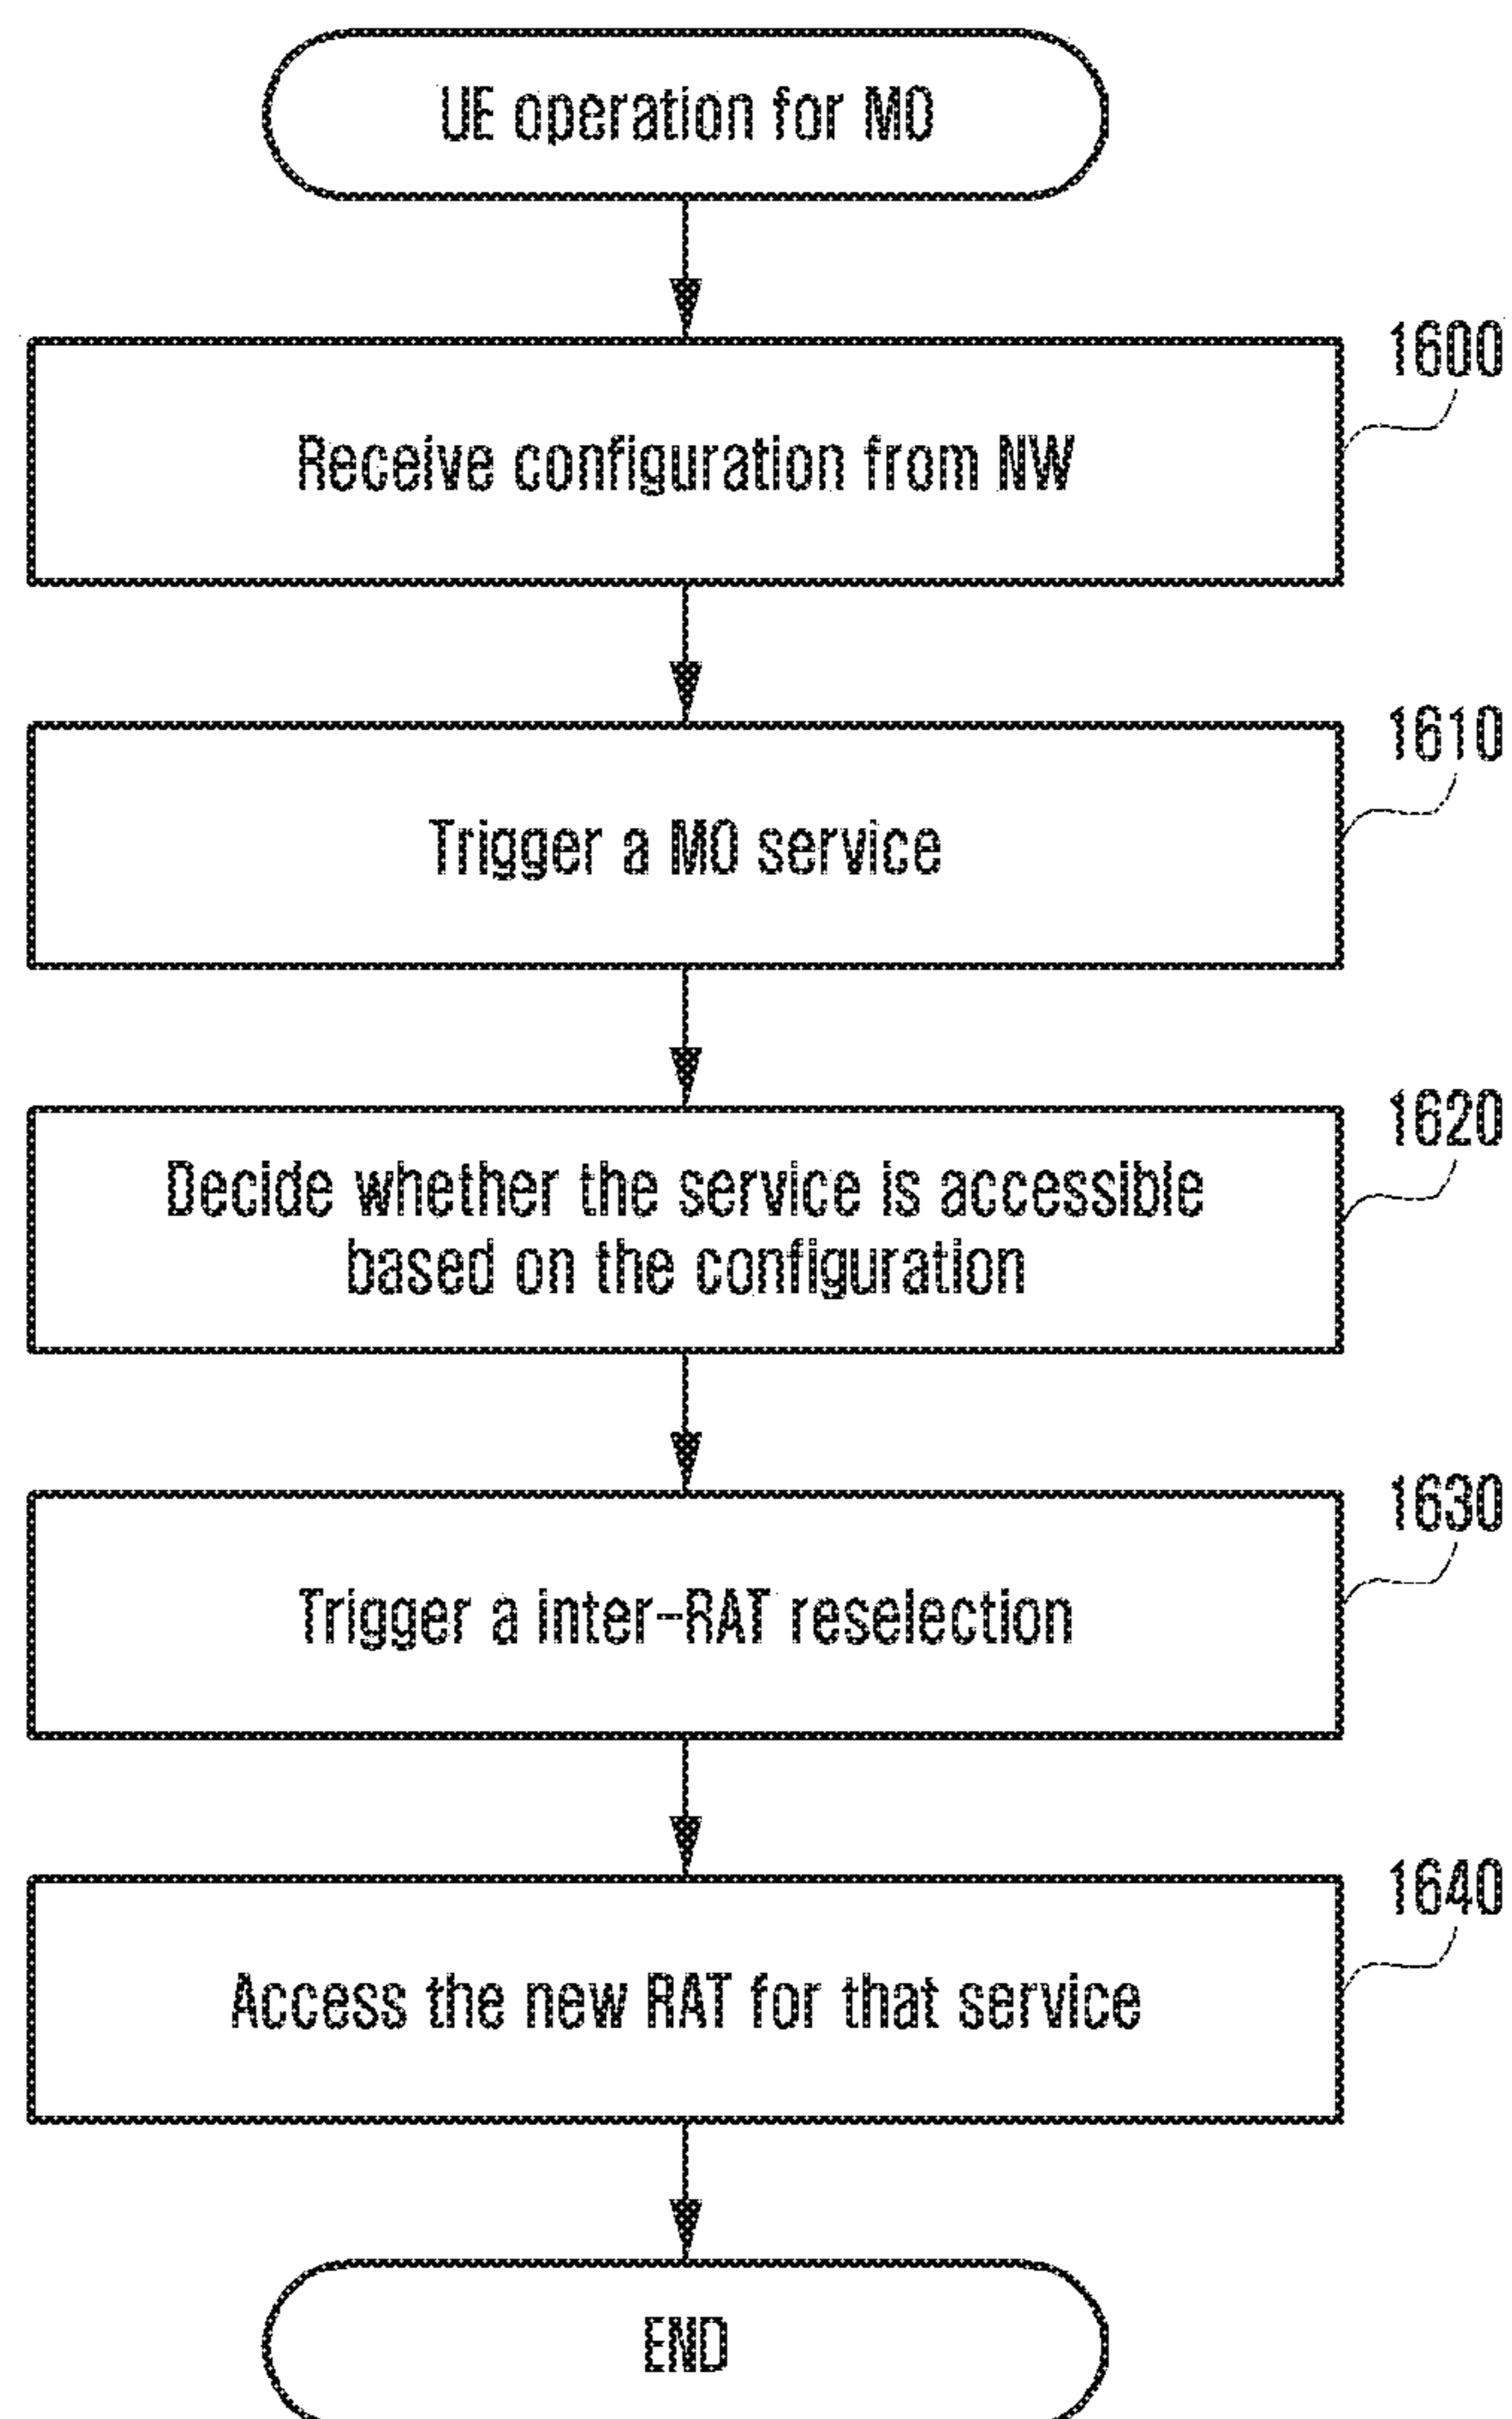 UE operation for MO
1600
Receive configuration from NW
1610
Trigger a MO service
1620
Decide whether the service is accessible
based on the configuration
1630
Trigger a inter-RAT reselection
1640
Access the new RAT for that service
END